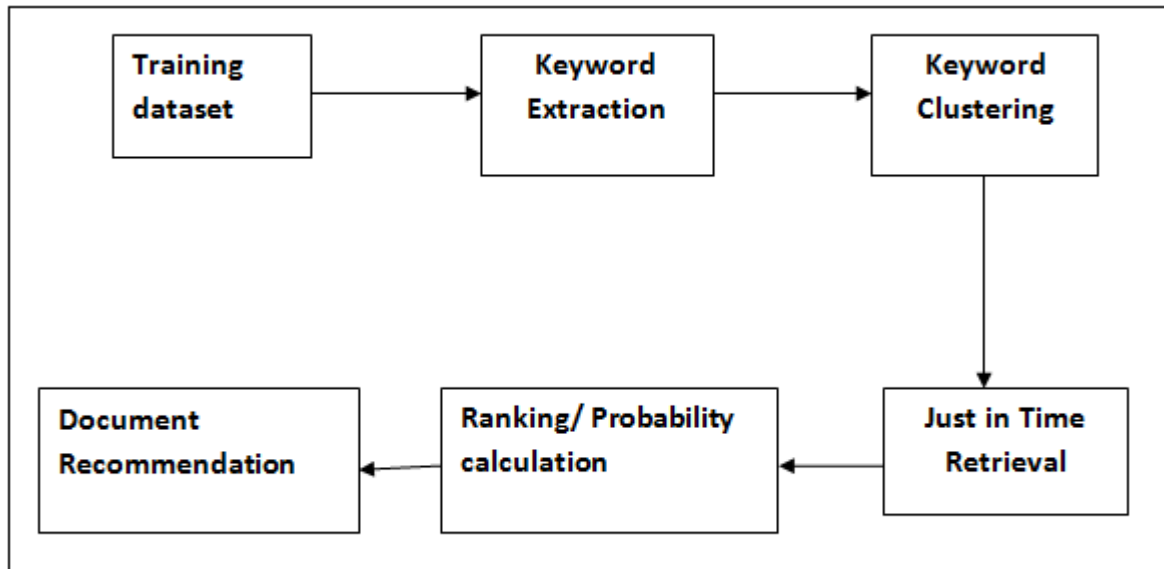 Training
dataset
Keyword
Extraction
Keyword
Clustering
Just in Time
Retrieval
Ranking/ Probability
calculation
Document
Recommendation